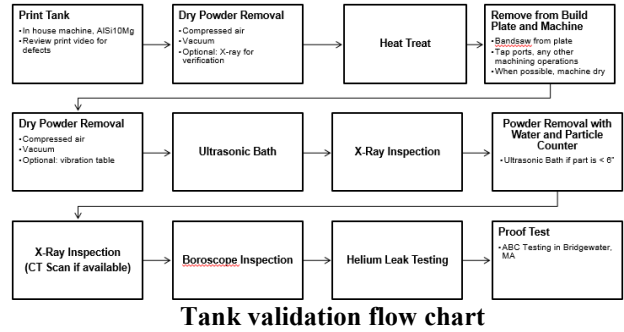 Print Tank
•In house machine, AlSi10Mg
•Review print video for
defects
Dry Powder Removal
•Compressed air
•Vacuum
•Optional: X-ray for
verification
Heat Treat
Remove from Build
Plate and Machine
•Bandsaw from plate
•Tap ports, any other
machining operations
•When possible, machine dry
Dry Powder Removal
•Compressed air
•Vacuum
•Optional: vibration table
Ultrasonic Bath
X-Ray Inspection
Powder Removal with
Water and Particle
Counter
•Ultrasonic Bath if part is < 6"
X-Ray Inspection
(CT Scan if available)
Boroscope Inspection
Helium Leak Testing
Proof Test
•ABC Testing in Bridgewater,
MA
Tank validation flow chart